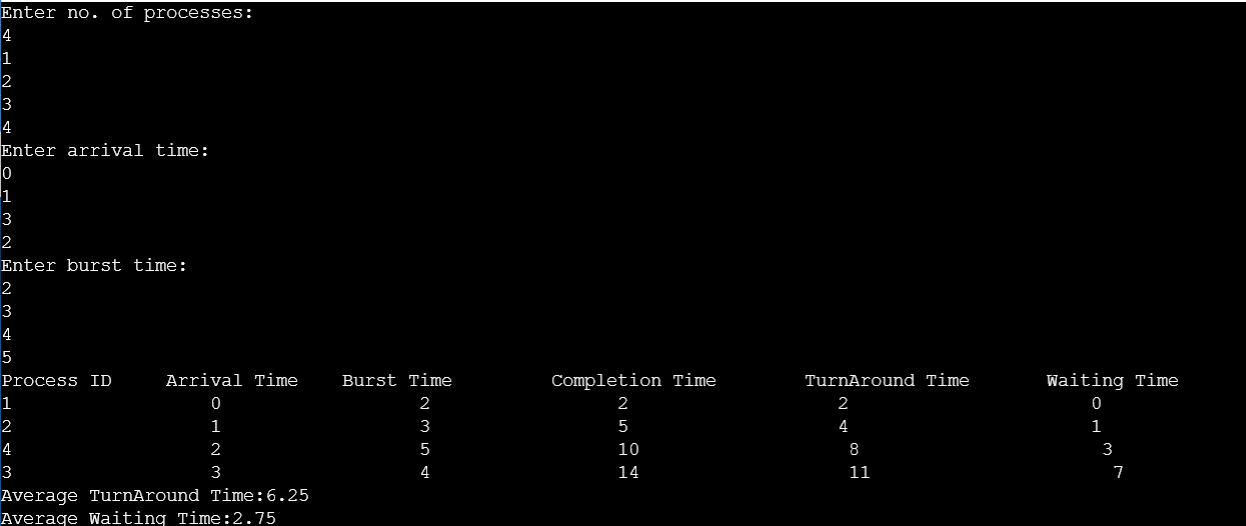 Enter no. of processes:
4
1
2
3
4
Enter arrival time:
0
1
3
2
Enter burst time:
2
3
4
5
Process ID Arrival Time Burst Time Completion Time TurnAround Time Waiting Time
1 0 2 2 2 0
2 1 3 5 4 1
4 2 5 10 8 3
3 3 4 14 11 7
Average TurnAround Time:6.25
Average Waiting Time:2.75